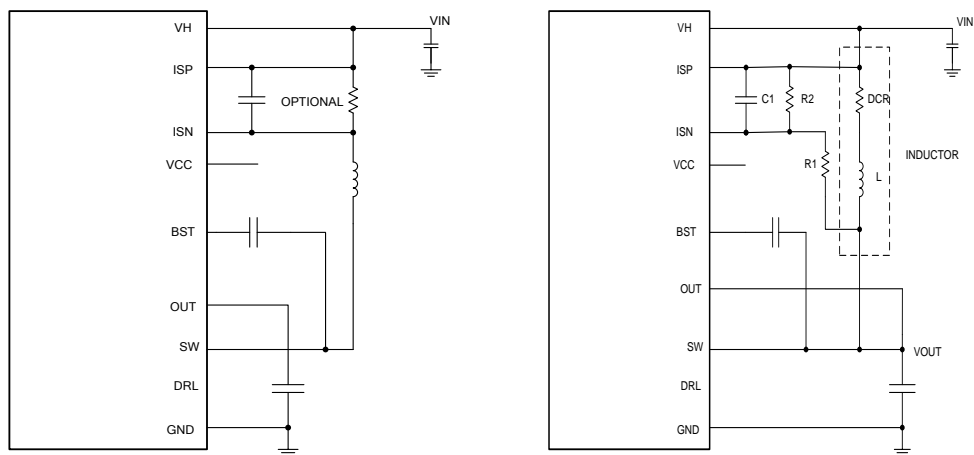 VH
VIN
ISP
OPTIONAL
ISN
VCC
BST
OUT
SW
DRL
GND
VH
VIN
ISP
C1
R2
DCR
ISN
R1
INDUCTOR
VCC
L
BST
OUT
SW
VOUT
DRL
GND